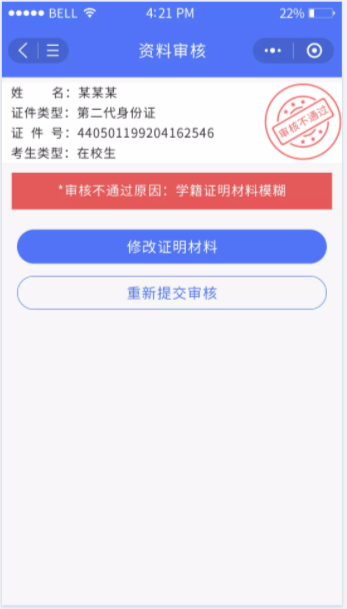 BELL 4:21 PM 22%
资料审核
姓 名：某某某
证件类型：第二代身份证
证 件 号：440501199204162546
考生类型：在校生
审核不通过
*审核不通过原因：学籍证明材料模糊
修改证明材料
重新提交审核